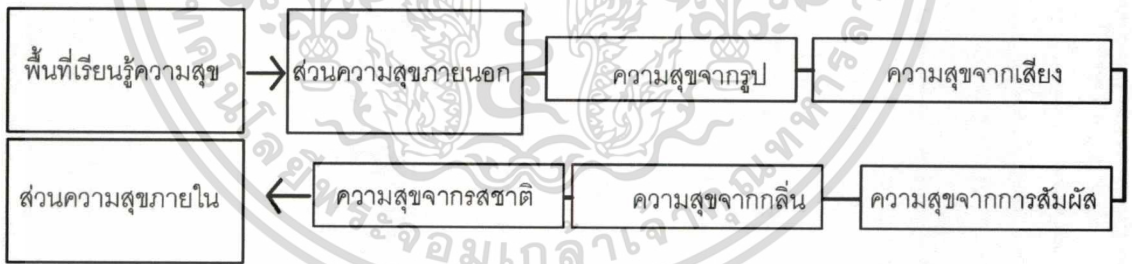 พื้นที่เรียนรู้ความสุข
ส่วนความสุขภายนอก
ความสุขจากรูป
ความสุขจากเสียง
ส่วนความสุขภายใน
ความสุขจากรสชาติ
ความสุขจากกลิ่น
ความสุขจากการสัมผัส